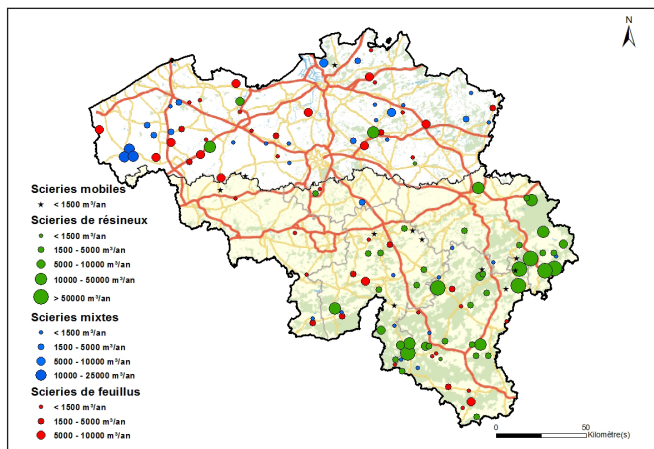 N
Scieries mobiles
< 1500 m³/an
Scieries de résineux
< 1500 m³/an
1500 - 5000 m³/an
5000 - 10000 m³/an
10000 - 50000 m³/an
> 50000 m³/an
Scieries mixtes
< 1500 m³/an
1500 - 5000 m³/an
5000 - 10000 m³/an
10000 - 25000 m³/an
Scieries de feuillus
< 1500 m³/an
1500 - 5000 m³/an
5000 - 10000 m³/an
0 50
Kilomètre(s)